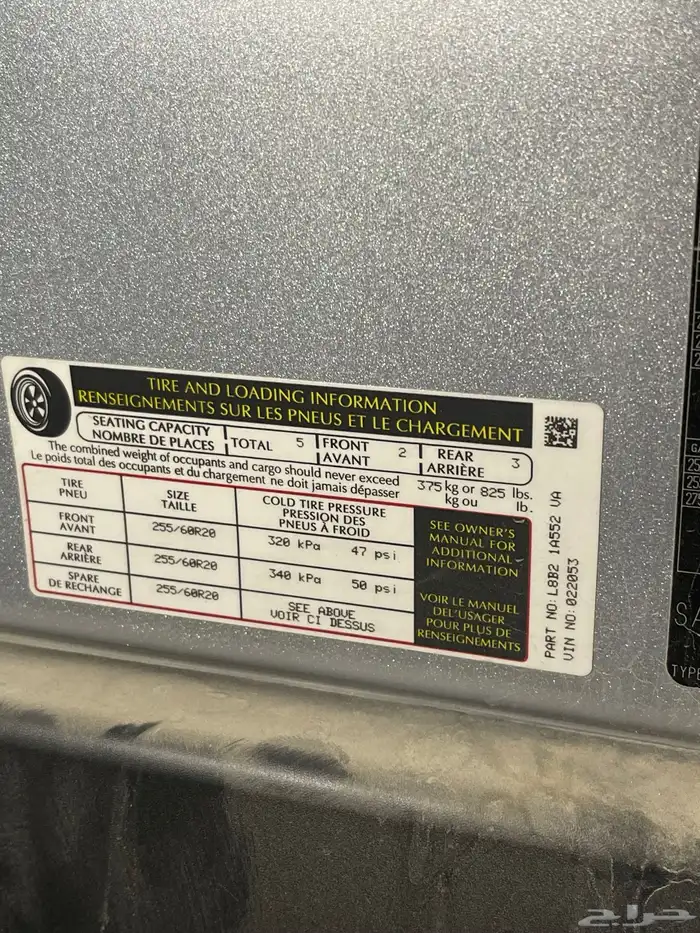 TIRE AND LOADING INFORMATION
RENSEIGNEMENTS SUR LES PNEUS ET LE CHARGEMENT
SEATING CAPACITY
NOMBRE DE PLACES
TOTAL 5
FRONT
AVANT
2
REAR
ARRIÈRE
3
The combined weight of occupants and cargo should never exceed 375 kg or 825 lbs.
Le poids total des occupants et du chargement ne doit jamais dépasser kg ou lb.
TIRE
PNEU
SIZE
TAILLE
COLD TIRE PRESSURE
PRESSION DES
PNEUS À FROID
FRONT
AVANT
255/60R20
320 kPa 47 psi
REAR
ARRIÈRE
255/60R20
340 kPa 50 psi
SPARE
DE RECHANGE
255/60R20
SEE ABOVE
VOIR CI DESSUS
SEE OWNER'S
MANUAL FOR
ADDITIONAL
INFORMATION
VOIR LE MANUEL
DEL'USAGER
POUR PLUS DE
RENSEIGNEMENTS
PART NO: L8B2 1A552 VA
VIN NO: 022053
TYPE
حراج